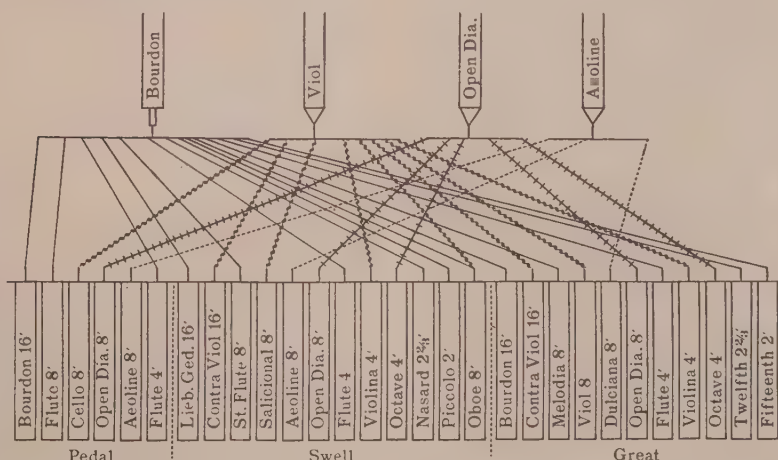 Bourdon
Viol
Open Dia.
Aeoline
Bourdon 16′
Flute 8′
Cello 8′
Open Dia. 8′
Aeoline 8′
Flute 4′
Lieb. Ged. 16′
Contra Viol 16′
St. Flute 8′
Salicional 8′
Aeoline 8′
Open Dia. 8′
Flute 4
Violina 4′
Octave 4′
Nasard 2⅔′
Piccolo 2′
Oboe 8′
Bourdon 16′
Contra Viol 16′
Melodia 8′
Viol 8
Dulciana 8′
Open Dia. 8′
Flute 4′
Violina 4′
Octave 4′
Twelfth 2⅔′
Fifteenth 2′
Pedal
Swell
Great